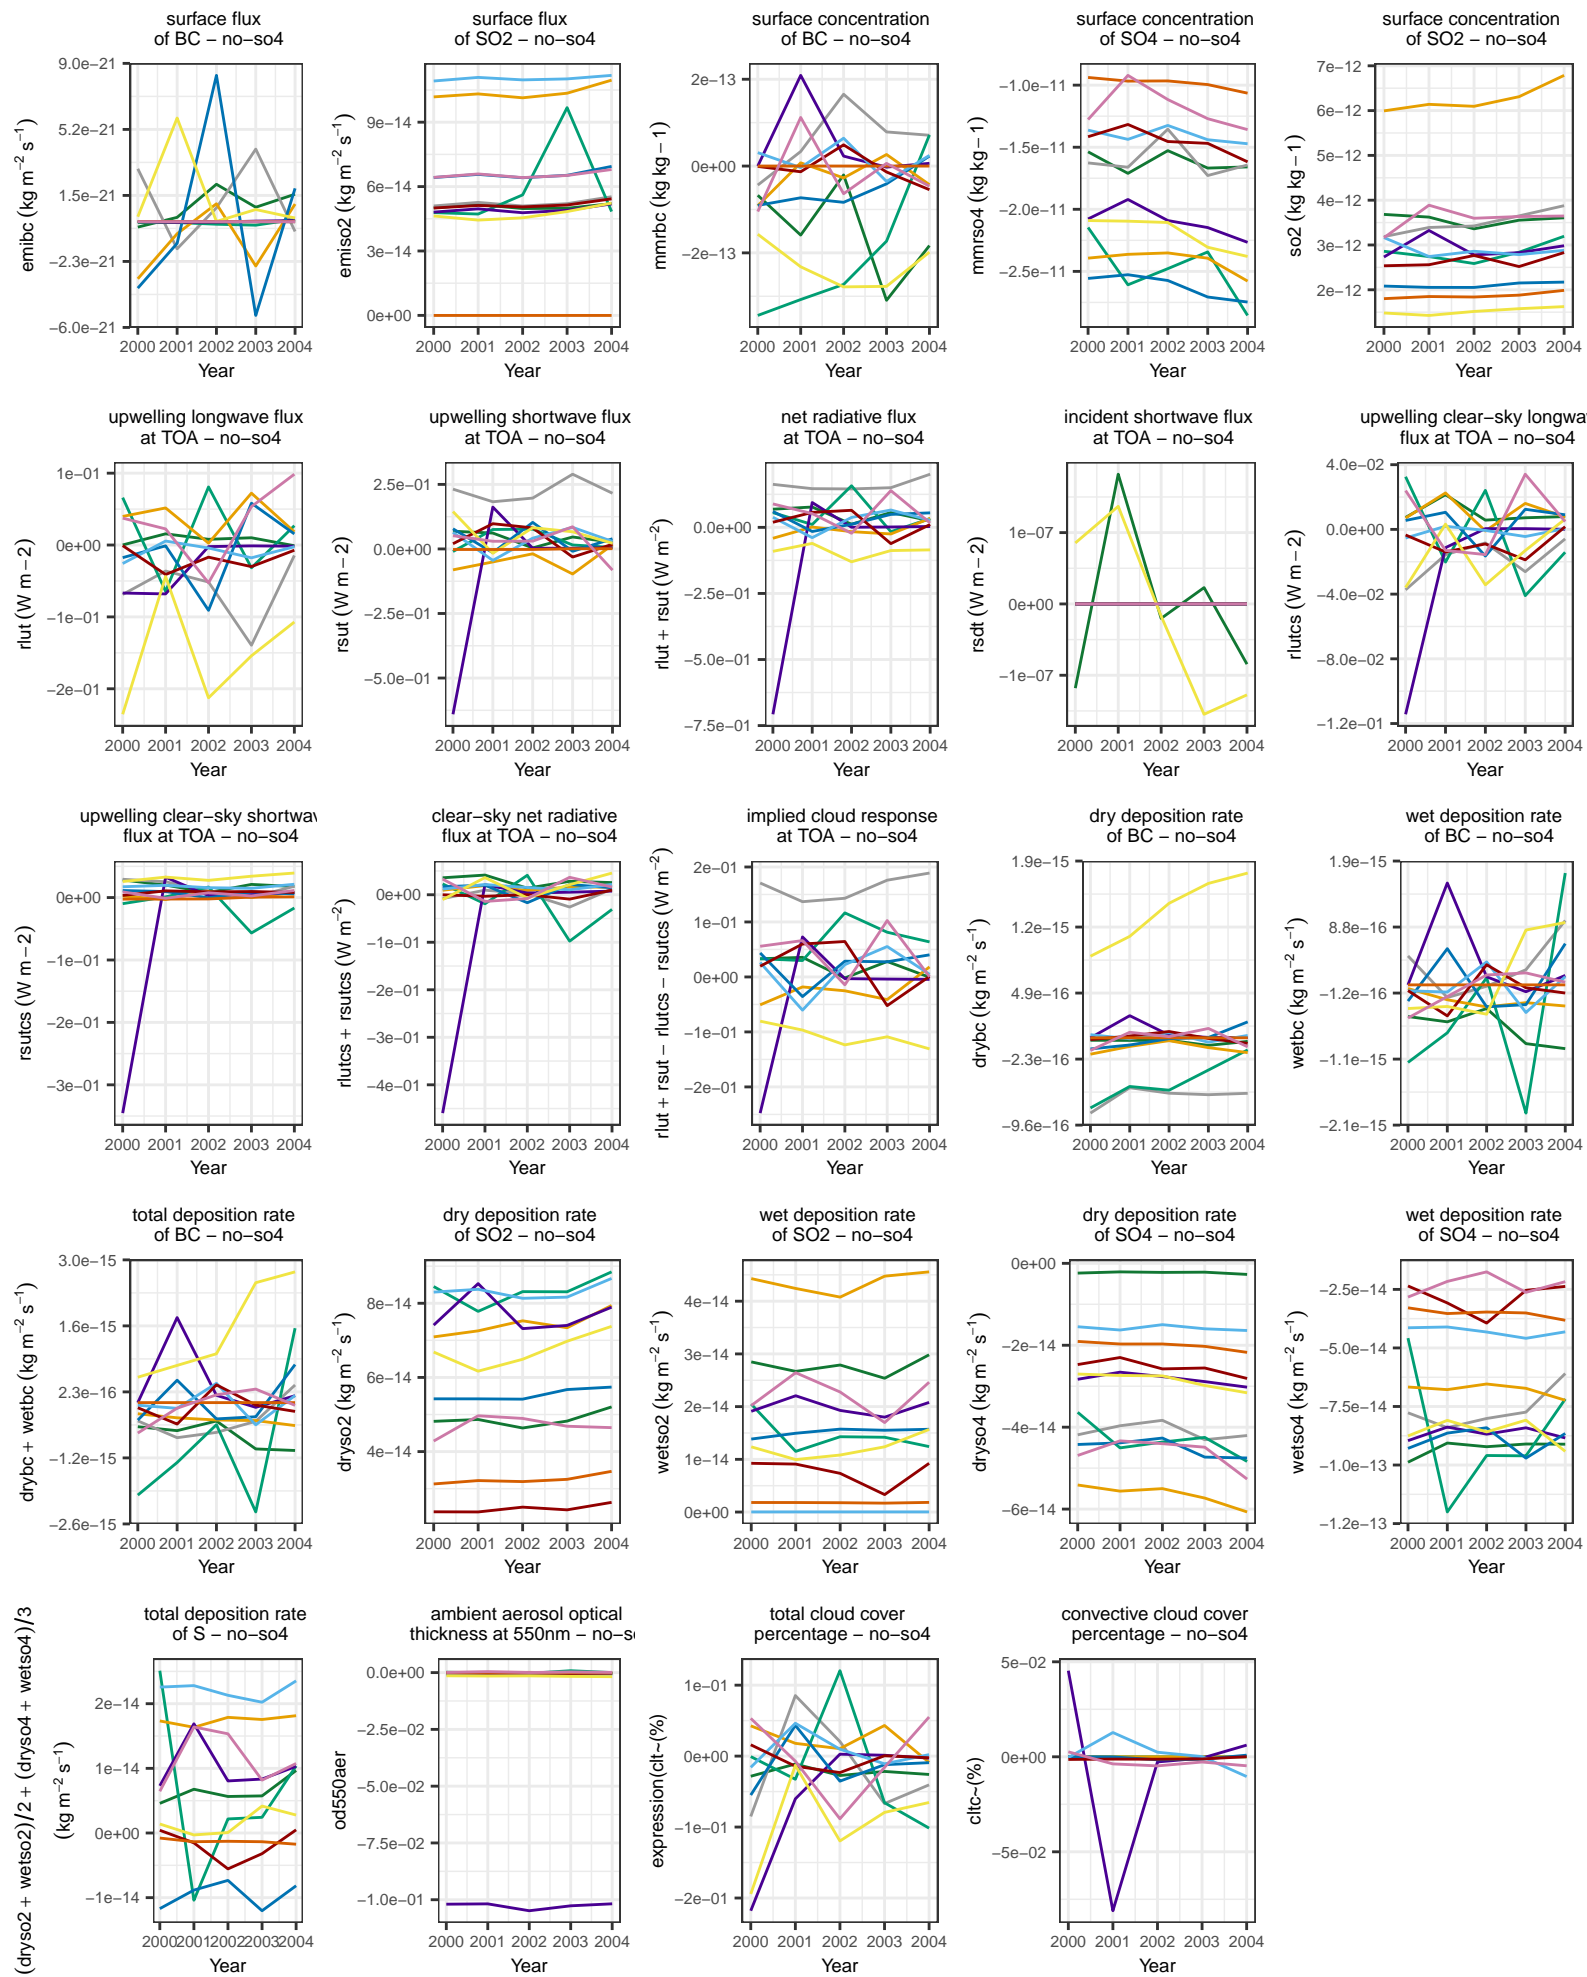 surface flux
of BC − no−so4
surface flux
of SO2 − no−so4
surface concentration
of BC − no−so4
surface concentration
of SO4 − no−so4
surface concentration
of SO2 − no−so4
emibc (kg m−2 s−1)
9.0e−21
5.2e−21
1.5e−21
−2.3e−21
−6.0e−21
2000 2001 2002 2003 2004
Year
emiso2 (kg m−2 s−1)
9e−14
6e−14
3e−14
0e+00
2000 2001 2002 2003 2004
Year
mmrbc (kg kg−1)
2e−13
0e+00
−2e−13
2000 2001 2002 2003 2004
Year
mmrso4 (kg kg−1)
−1.0e−11
−1.5e−11
−2.0e−11
−2.5e−11
2000 2001 2002 2003 2004
Year
so2 (kg kg−1)
7e−12
6e−12
5e−12
4e−12
3e−12
2e−12
2000 2001 2002 2003 2004
Year
upwelling longwave flux
at TOA − no−so4
upwelling shortwave flux
at TOA − no−so4
net radiative flux
at TOA − no−so4
incident shortwave flux
at TOA − no−so4
upwelling clear−sky longwa
flux at TOA − no−so4
rlut (W m−2)
1e−01
0e+00
−1e−01
−2e−01
2000 2001 2002 2003 2004
Year
rsut (W m−2)
2.5e−01
0.0e+00
−2.5e−01
−5.0e−01
2000 2001 2002 2003 2004
Year
rlut + rsut (W m−2)
0.0e+00
−2.5e−01
−5.0e−01
−7.5e−01
2000 2001 2002 2003 2004
Year
rsdt (W m−2)
1e−07
0e+00
−1e−07
2000 2001 2002 2003 2004
Year
rlutcs (W m−2)
4.0e−02
0.0e+00
−4.0e−02
−8.0e−02
−1.2e−01
2000 2001 2002 2003 2004
Year
upwelling clear−sky shortwav
flux at TOA − no−so4
clear−sky net radiative
flux at TOA − no−so4
implied cloud response
at TOA − no−so4
dry deposition rate
of BC − no−so4
wet deposition rate
of BC − no−so4
rsutcs (W m−2)
0e+00
−1e−01
−2e−01
−3e−01
2000 2001 2002 2003 2004
Year
rlutcs + rsutcs (W m−2)
0e+00
−1e−01
−2e−01
−3e−01
−4e−01
2000 2001 2002 2003 2004
Year
rlut + rsut − rlutcs − rsutcs (W m−2)
2e−01
1e−01
0e+00
−1e−01
−2e−01
2000 2001 2002 2003 2004
Year
drybc (kg m−2 s−1)
1.9e−15
1.2e−15
4.9e−16
−2.3e−16
−9.6e−16
2000 2001 2002 2003 2004
Year
wetbc (kg m−2 s−1)
1.9e−15
8.8e−16
−1.2e−16
−1.1e−15
−2.1e−15
2000 2001 2002 2003 2004
Year
total deposition rate
of BC − no−so4
dry deposition rate
of SO2 − no−so4
wet deposition rate
of SO2 − no−so4
dry deposition rate
of SO4 − no−so4
wet deposition rate
of SO4 − no−so4
drybc + wetbc (kg m−2 s−1)
3.0e−15
1.6e−15
2.3e−16
−1.2e−15
−2.6e−15
2000 2001 2002 2003 2004
Year
dryso2 (kg m−2 s−1)
8e−14
6e−14
4e−14
2000 2001 2002 2003 2004
Year
wetso2 (kg m−2 s−1)
4e−14
3e−14
2e−14
1e−14
0e+00
2000 2001 2002 2003 2004
Year
dryso4 (kg m−2 s−1)
0e+00
−2e−14
−4e−14
−6e−14
2000 2001 2002 2003 2004
Year
wetso4 (kg m−2 s−1)
−2.5e−14
−5.0e−14
−7.5e−14
−1.0e−13
−1.2e−13
2000 2001 2002 2003 2004
Year
total deposition rate
of S − no−so4
ambient aerosol optical
thickness at 550nm − no−s
total cloud cover
percentage − no−so4
convective cloud cover
percentage − no−so4
(dryso2 + wetso2)/2 + (dryso4 + wetso4)/3
(kg m−2 s−1)
2e−14
1e−14
0e+00
−1e−14
2000 2001 2002 2003 2004
Year
od550aer
0.0e+00
−2.5e−02
−5.0e−02
−7.5e−02
−1.0e−01
2000 2001 2002 2003 2004
Year
expression(clt~(%)
1e−01
0e+00
−1e−01
−2e−01
2000 2001 2002 2003 2004
Year
cltc~(%)
5e−02
0e+00
−5e−02
2000 2001 2002 2003 2004
Year